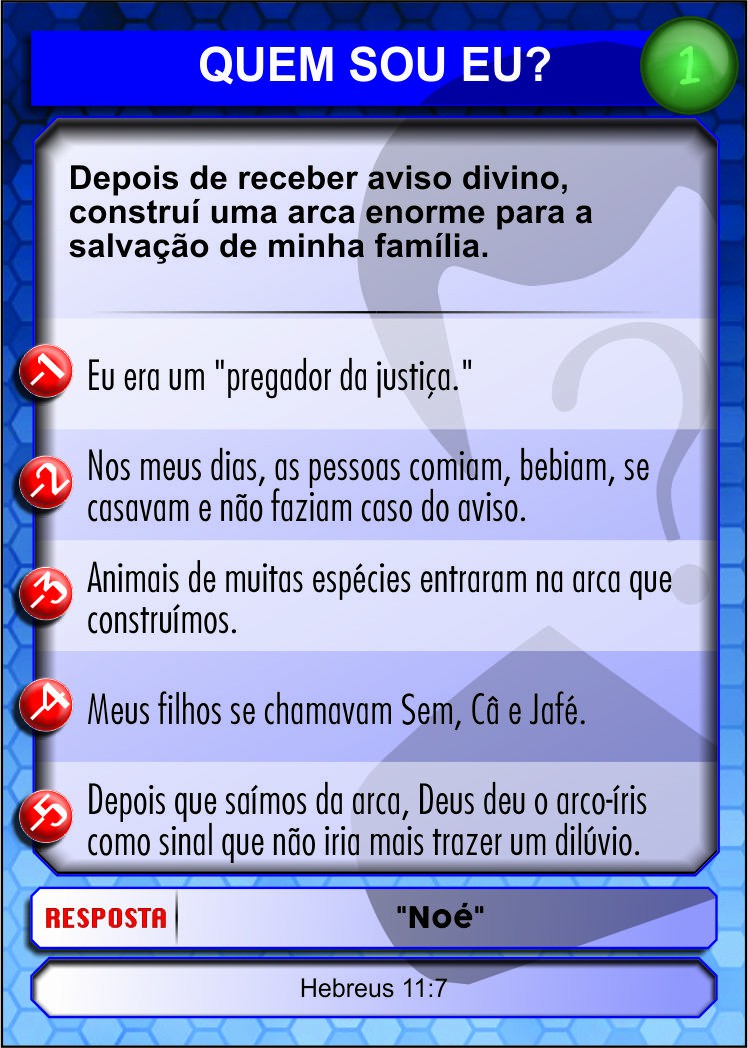 QUEM SOU EU?
1
Depois de receber aviso divino,
construí uma arca enorme para a
salvação de minha família.
1
Eu era um "pregador da justiça."
2
Nos meus dias, as pessoas comiam, bebiam, se
casavam e não faziam caso do aviso.
3
Animais de muitas espécies entraram na arca que
construímos.
4
Meus filhos se chamavam Sem, Câ e Jafé.
5
Depois que saímos da arca, Deus deu o arco-íris
como sinal que não iria mais trazer um dilúvio.
?
RESPOSTA
"Noé"
Hebreus 11:7